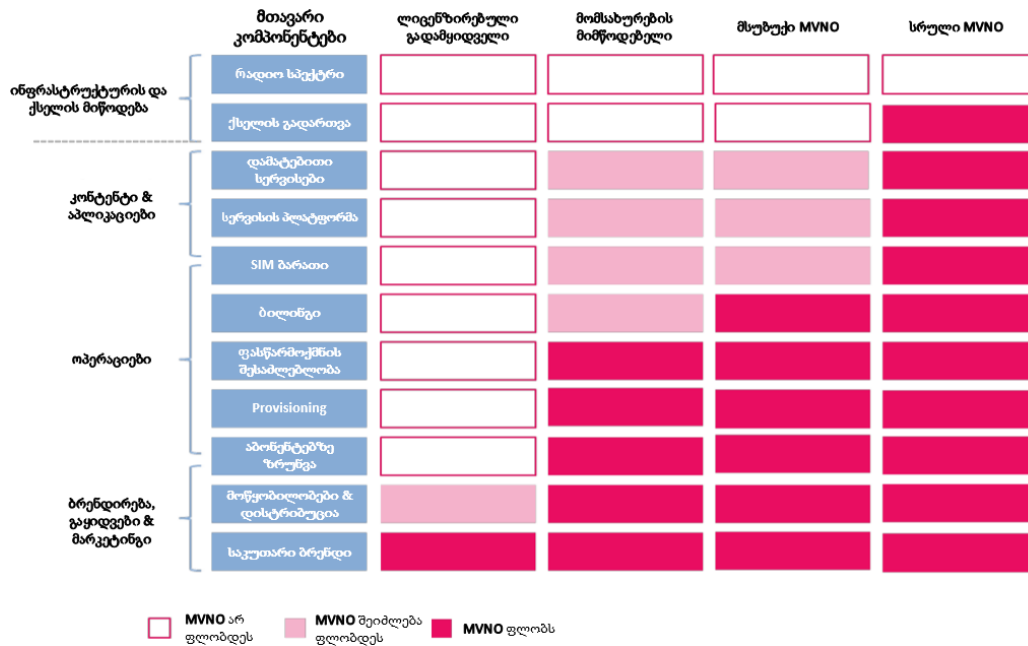 მთავარი
კომპონენტები
ლიცენზირებული
გადამყიდველი
მომსახურების
მიმწოდებელი
მსუბუქი MVNO
სრული MVNO
ინფრასტრუქტურის და
ქსელის მიწოდება
რადიო სპექტრი
ქსელის გადართვა
კონტენტი &
აპლიკაციები
დამატებითი
სერვისები
სერვისის პლატფორმა
ოპერაციები
SIM ბარათი
ბილინგი
ფასწარმოქმნის
შესაძლებლობა
Provisioning
აბონენტებზე
ზრუნვა
ბრენდირება,
გაყიდვები &
მარკეტინგი
მოწყობილობები &
დისტრიბუცია
საკუთარი ბრენდი
MVNO არ
ფლობდეს
MVNO შეიძლება
ფლობდეს
MVNO ფლობს